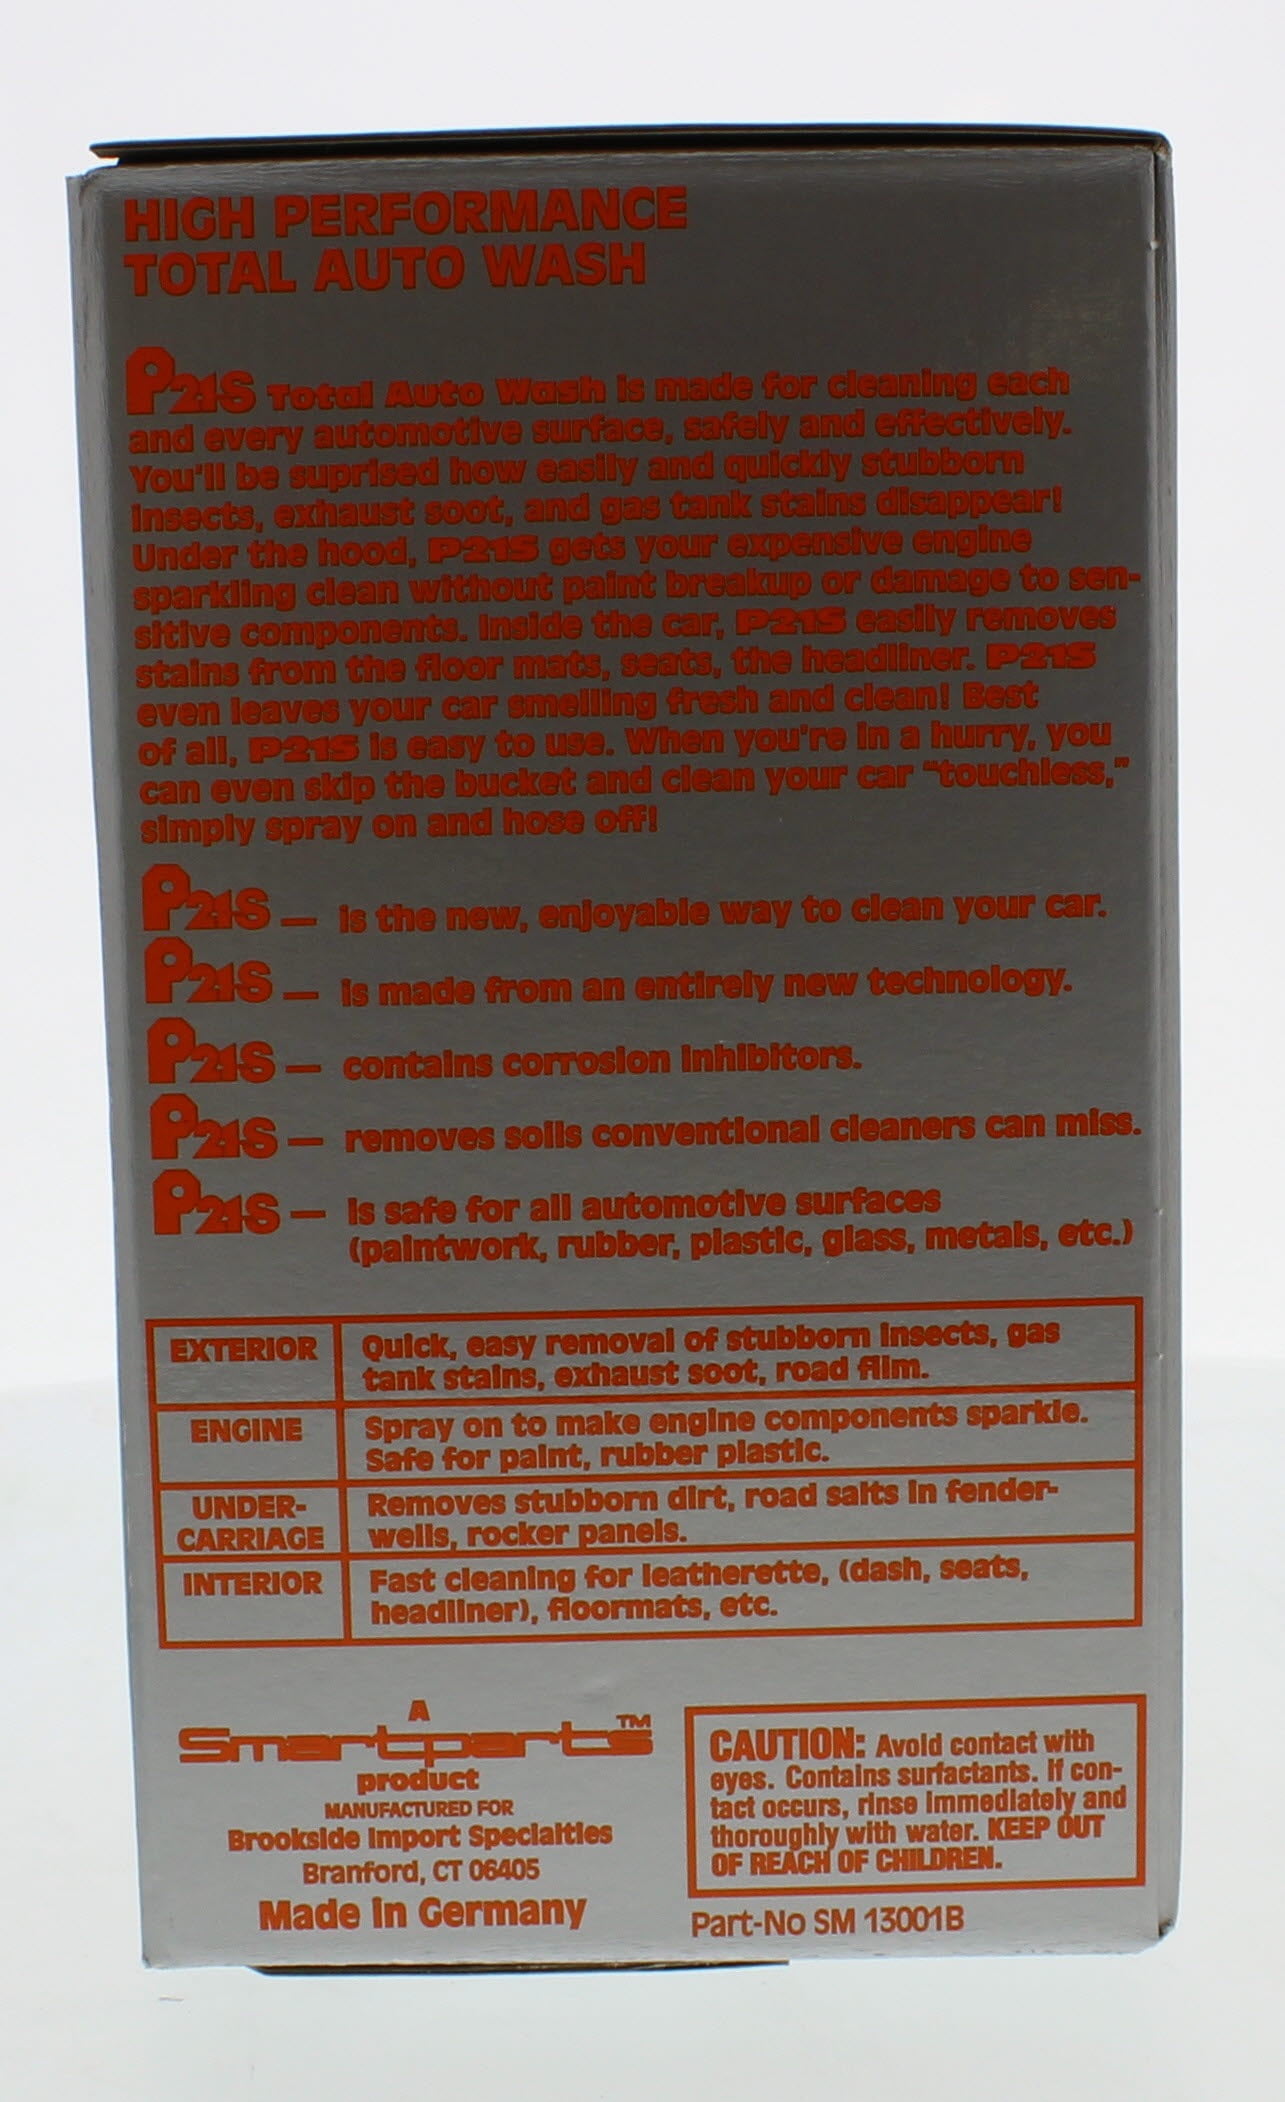 HIGH PERFORMANCE
TOTAL AUTO WASH
P21S Total Auto Wash is made for cleaning each
and every automotive surface, safely and effectively.
You'll be suprised how easily and quickly stubborn
insects, exhaust soot, and gas tank stains disappear!
Under the hood, P21S gets your expensive engine
sparkling clean without paint breakup or damage to sen-
sitive components. Inside the car, P21S easily removes
stains from the floor mats, seats, the headliner. P21S
even leaves your car smelling fresh and clean! Best
of all, P21S is easy to use. When you're in a hurry, you
can even skip the bucket and clean your car "touchless,"
simply spray on and hose off!
P21S — is the new, enjoyable way to clean your car.
P21S — is made from an entirely new technology.
P21S — contains corrosion inhibitors.
P21S — removes soils conventional cleaners can miss.
P21S — is safe for all automotive surfaces
(paintwork, rubber, plastic, glass, metals, etc.)
EXTERIOR Quick, easy removal of stubborn insects, gas
tank stains, exhaust soot, road film.
ENGINE Spray on to make engine components sparkle.
Safe for paint, rubber plastic.
UNDER- Removes stubborn dirt, road salts in fender-
CARRIAGE wells, rocker panels.
INTERIOR Fast cleaning for leatherette, (dash, seats,
headliner), floormats, etc.
A
Smartparts™
product
MANUFACTURED FOR
Brookside Import Specialties
Branford, CT 06405
Made in Germany
CAUTION: Avoid contact with
eyes. Contains surfactants. If con-
tact occurs, rinse immediately and
thoroughly with water. KEEP OUT
OF REACH OF CHILDREN.
Part-No SM 13001B